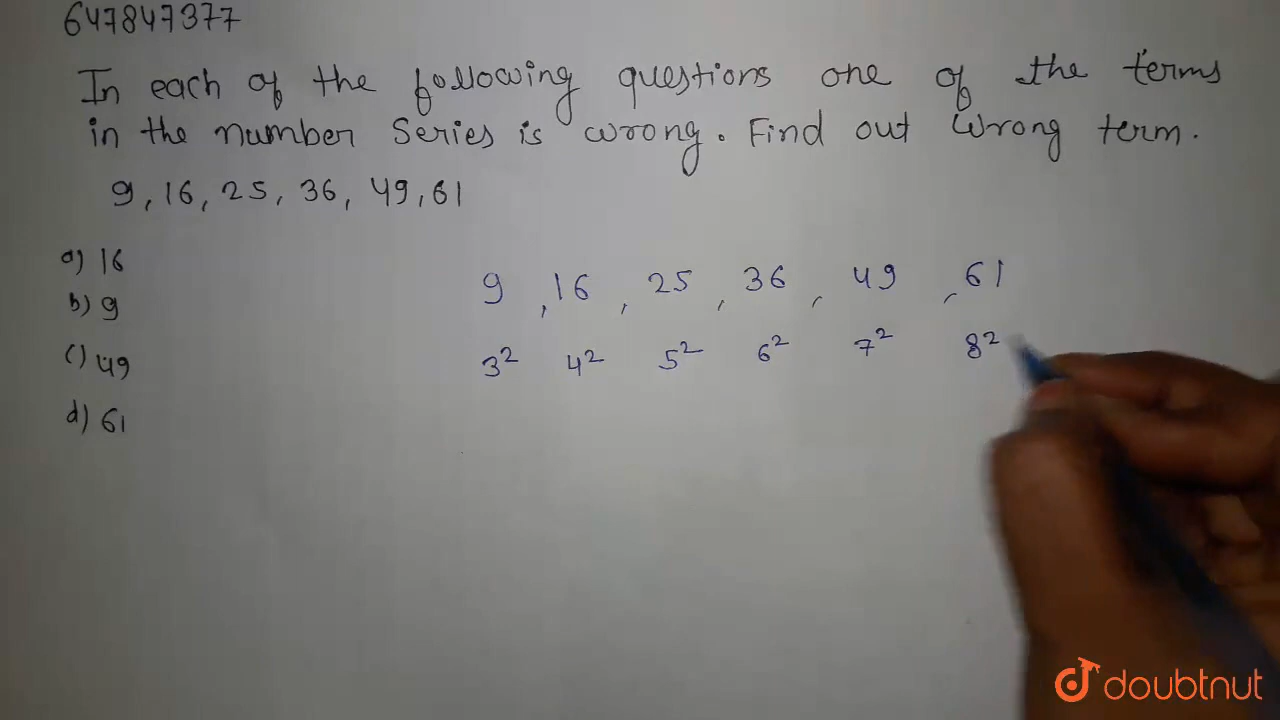 647847377
In each of the following questions one of the terms
in the number Series is wrong. Find out Wrong term.
9, 16, 25, 36, 49, 61
a) 16
b) 9
c) 49
d) 61
9, 16, 25, 36, 49, 61
3² 4² 5² 6² 7² 8²
doubtnut